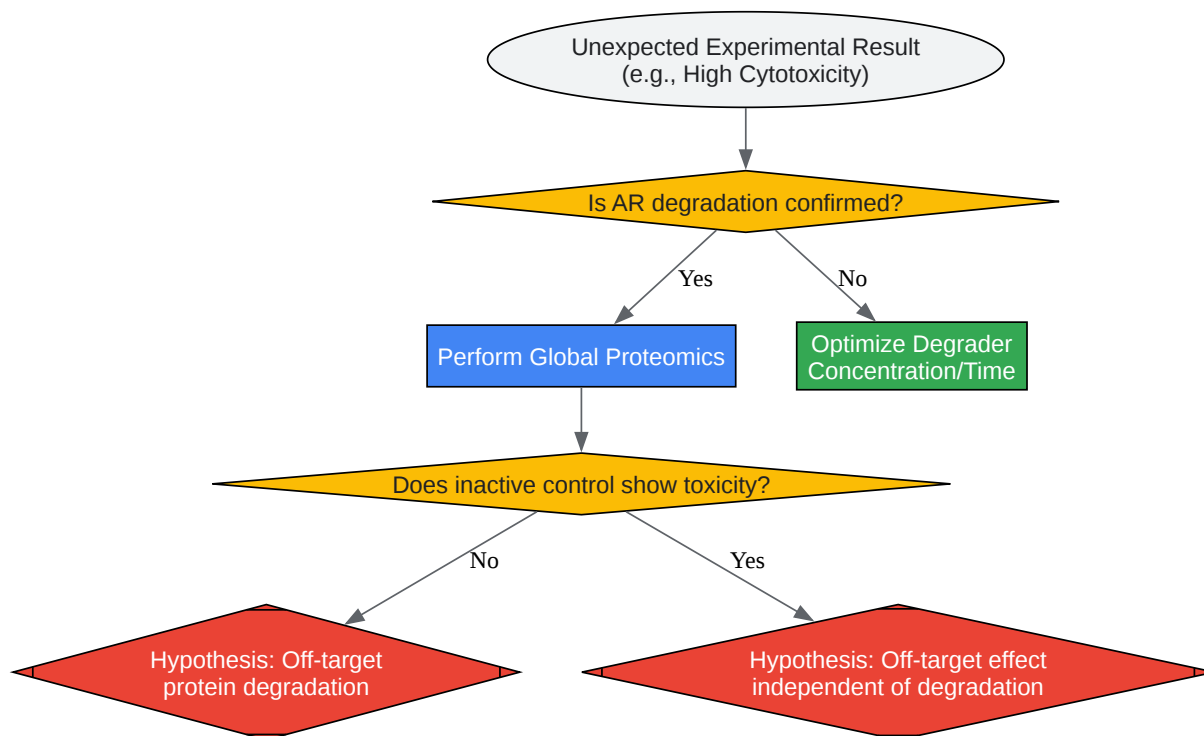 Unexpected Experimental Result
(e.g., High Cytotoxicity)
Is AR degradation confirmed?
Yes
No
Perform Global Proteomics
Optimize Degrader
Concentration/Time
Does inactive control show toxicity?
No
Yes
Hypothesis: Off-target
protein degradation
Hypothesis: Off-target effect
independent of degradation